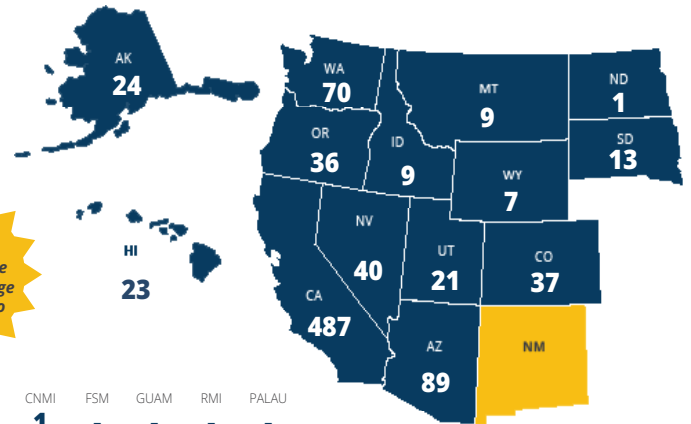 AK
24
WA
70
MT
9
ND
1
OR
36
ID
9
SD
13
WY
7
HI
23
NV
40
UT
21
CO
37
CA
487
AZ
89
NM
CNMI FSM GUAM RMI PALAU
1 - - - -